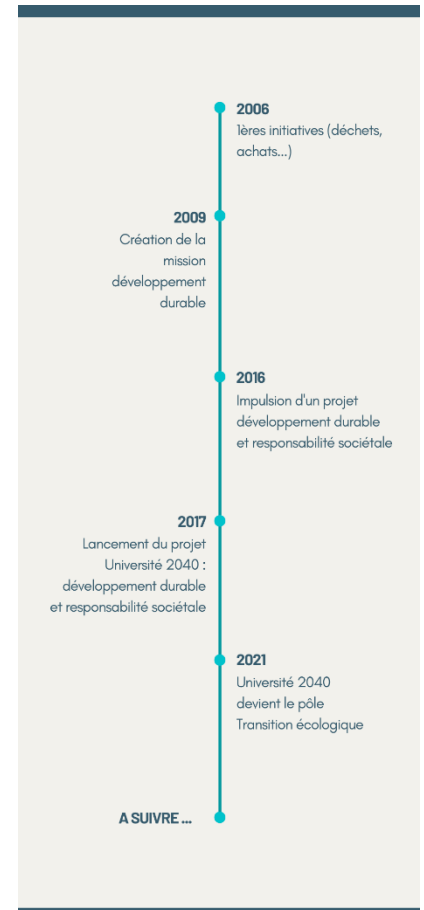 2006
1ères initiatives (déchets,
achats...)
2009
Création de la
mission
développement
durable
2016
Impulsion d'un projet
développement durable
et responsabilité sociétale
2017
Lancement du projet
Université 2040 :
développement durable
et responsabilité sociétale
2021
Université 2040
devient le pôle
Transition écologique
A SUIVRE ...